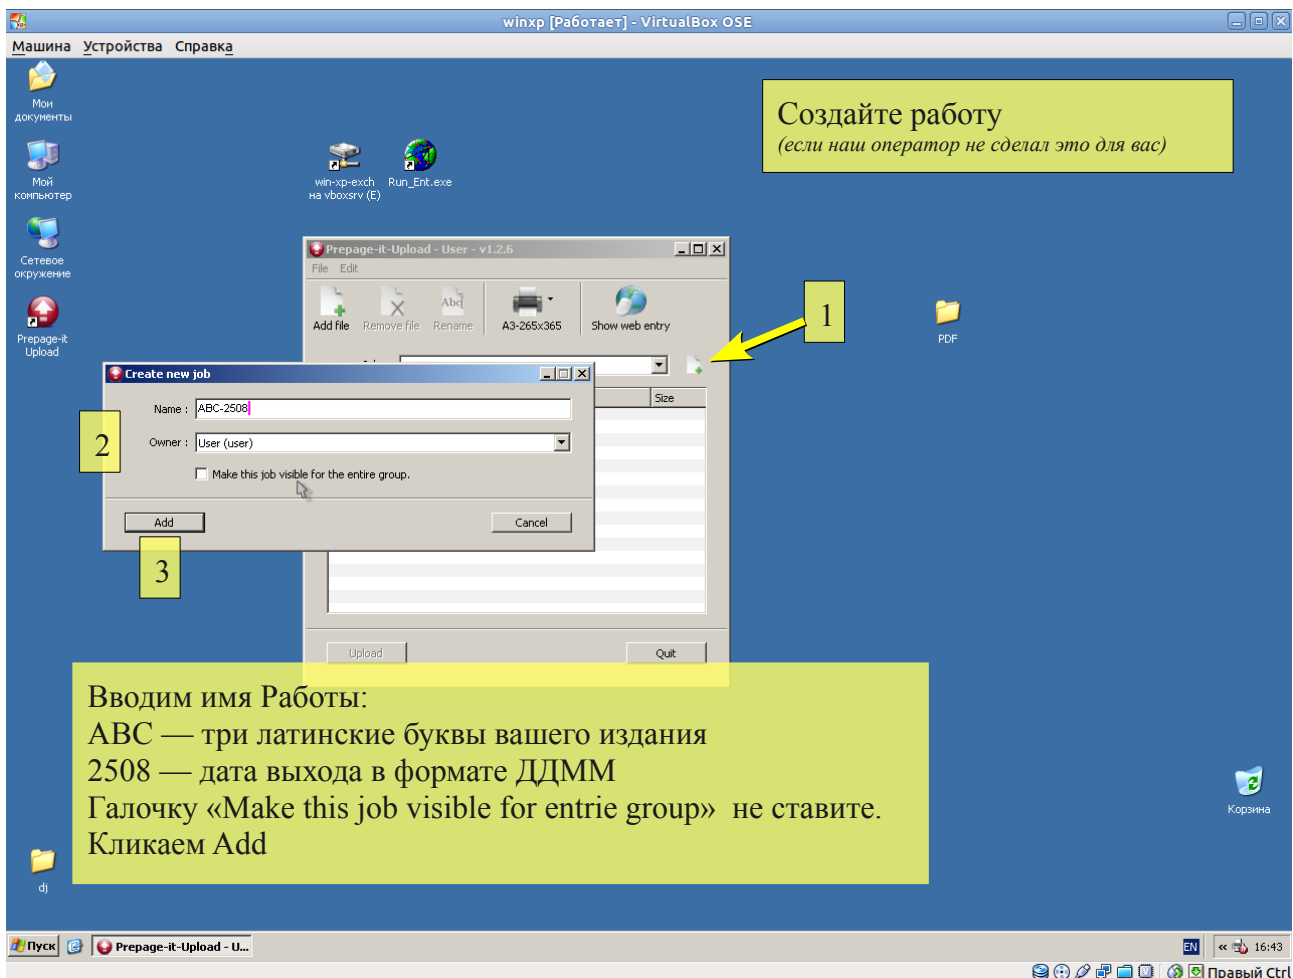 winxp [Работает] - VirtualBox OSE
Машина Устройства Справка
Мои
документы
Создайте работу
(если наш оператор не сделал это для вас)
Мой
компьютер
win-xp-exch
на vboxsrv (E)
Run_Ent.exe
Сетевое
окружение
Prepage-it
Upload
Prepage-it-Upload - User - v1.2.6
File Edit
Abc
Add file Remove file Rename A3-265x365 Show web entry
1
PDF
Create new job
Size
Name : ABC-2508
2
Owner : User (user)
Make this job visible for the entire group.
Add Cancel
3
Upload Quit
Вводим имя Работы:
ABC — три латинские буквы вашего издания
2508 — дата выхода в формате ДДММ
Галочку «Make this job visible for entrie group» не ставите.
Кликаем Add
Корзина
dj
Пуск Prepage-it-Upload - U... EN « 16:43
Правый Ctrl